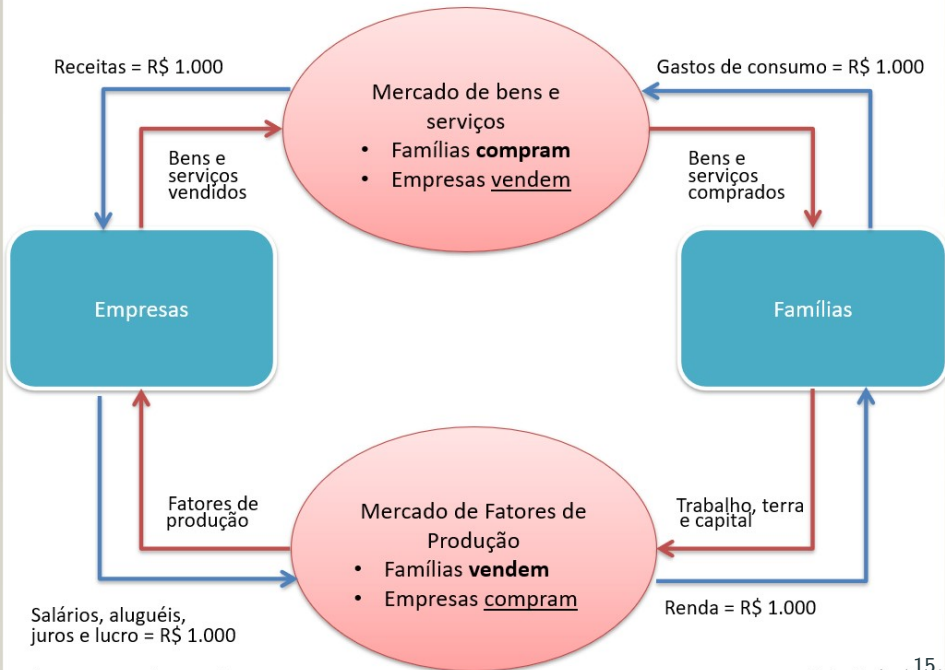 Receitas = R$ 1.000
Gastos de consumo = R$ 1.000
Mercado de bens e
serviços
• Famílias compram
• Empresas vendem
Bens e
serviços
vendidos
Bens e
serviços
comprados
Empresas
Famílias
Fatores de
produção
Mercado de Fatores de
Produção
• Famílias vendem
• Empresas compram
Trabalho, terra
e capital
Salários, aluguéis,
juros e lucro = R$ 1.000
Renda = R$ 1.000
15